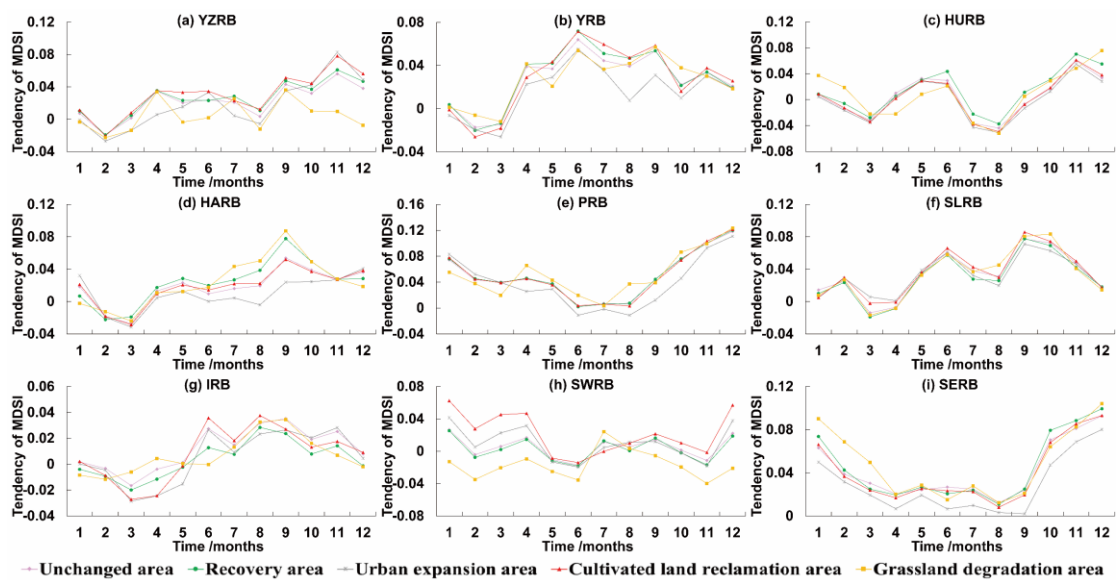 (a) YZRB
(b) YRB
(c) HURB
Tendency of MDSI
0.12
0.08
0.04
0
-0.04
1 2 3 4 5 6 7 8 9 10 11 12
Time /months
Tendency of MDSI
0.08
0.04
0
-0.04
1 2 3 4 5 6 7 8 9 10 11 12
Time /months
Tendency of MDSI
0.12
0.08
0.04
0
-0.04
-0.08
1 2 3 4 5 6 7 8 9 10 11 12
Time /months
(d) HARB
(e) PRB
(f) SLRB
Tendency of MDSI
0.12
0.08
0.04
0
-0.04
1 2 3 4 5 6 7 8 9 10 11 12
Time /months
Tendency of MDSI
0.16
0.12
0.08
0.04
0
-0.04
1 2 3 4 5 6 7 8 9 10 11 12
Time /months
Tendency of MDSI
0.12
0.08
0.04
0
-0.04
1 2 3 4 5 6 7 8 9 10 11 12
Time /months
(g) IRB
(h) SWRB
(i) SERB
Tendency of MDSI
0.06
0.04
0.02
0
-0.02
-0.04
1 2 3 4 5 6 7 8 9 10 11 12
Time /months
Tendency of MDSI
0.08
0.04
0
-0.04
-0.08
1 2 3 4 5 6 7 8 9 10 11 12
Time /months
Tendency of MDSI
0.12
0.08
0.04
0
1 2 3 4 5 6 7 8 9 10 11 12
Time /months
Unchanged area Recovery area Urban expansion area Cultivated land reclamation area Grassland degradation area